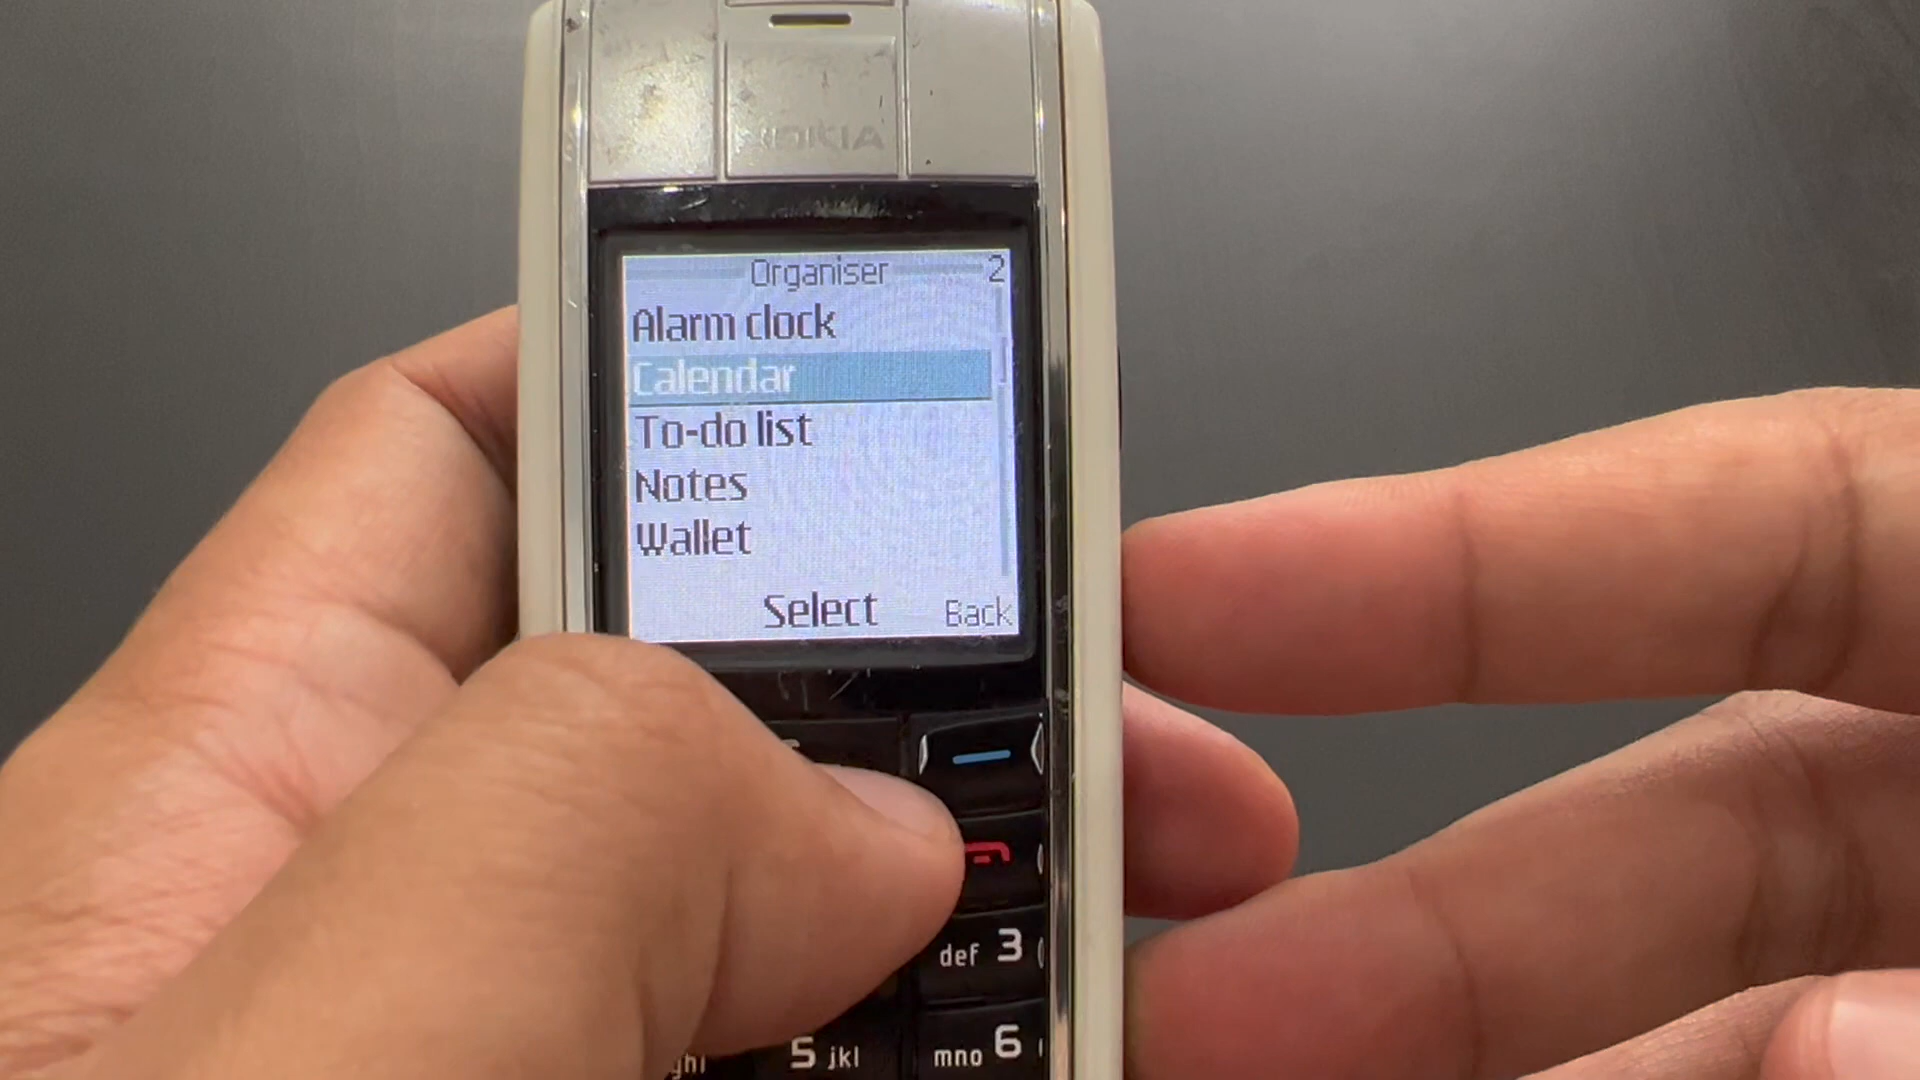 NOKIA
Organiser 2
Alarm clock
Calendar
To-do list
Notes
Wallet
Select Back
def 3
ghi 5 jkl mno 6